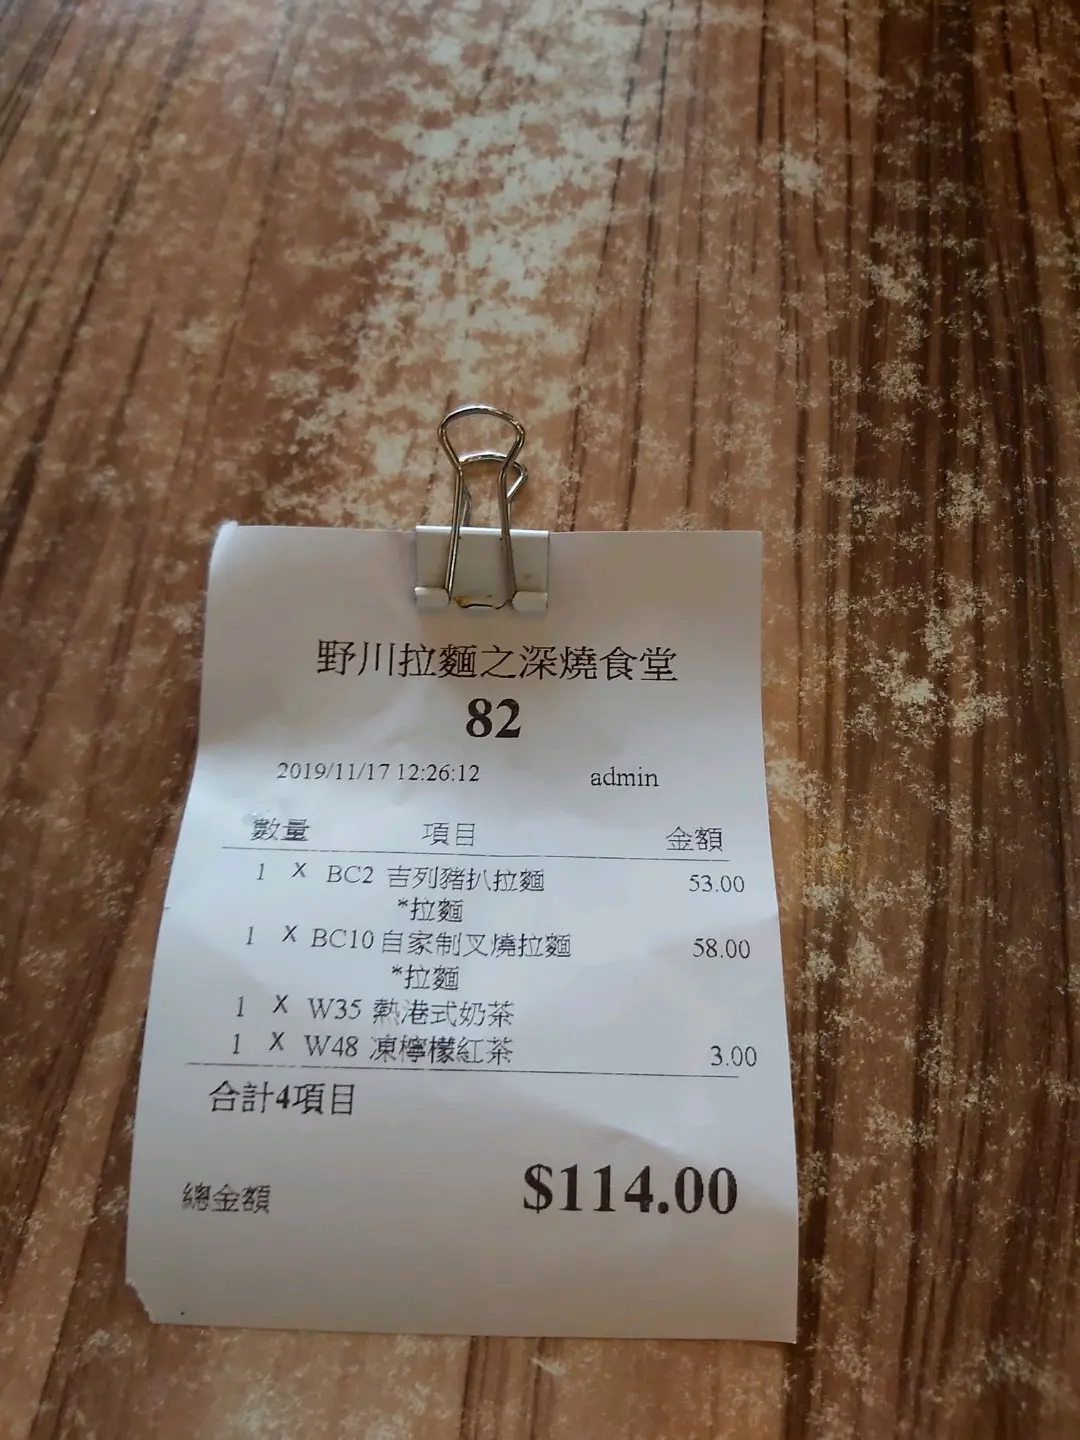 野川拉麵之深燒食堂
82
2019/11/17 12:26:12 admin
數量 項目 金額
1 X BC2 吉列豬扒拉麵 53.00
*拉麵
1 X BC10 自家制叉燒拉麵 58.00
*拉麵
1 X W35 熱港式奶茶
1 X W48 凍檸檬紅茶 3.00
合計4項目
總金額 $114.00